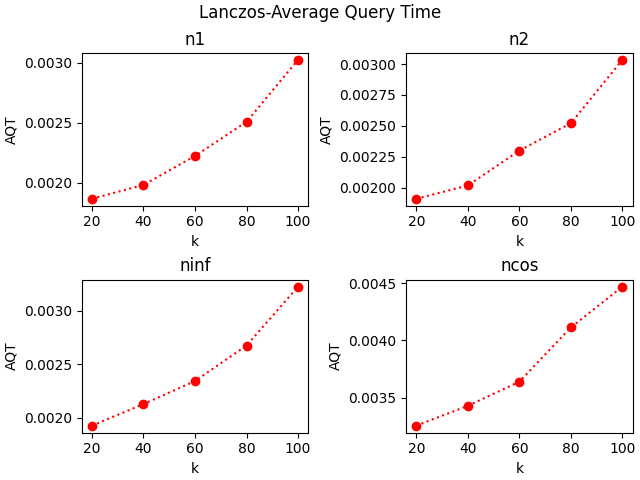 Lanczos-Average Query Time
n1
0.0030
0.0025
0.0020
AQT
20 40 60 80 100
k
n2
0.00300
0.00275
0.00250
0.00225
0.00200
AQT
20 40 60 80 100
k
ninf
0.0030
0.0025
0.0020
AQT
20 40 60 80 100
k
ncos
0.0045
0.0040
0.0035
AQT
20 40 60 80 100
k